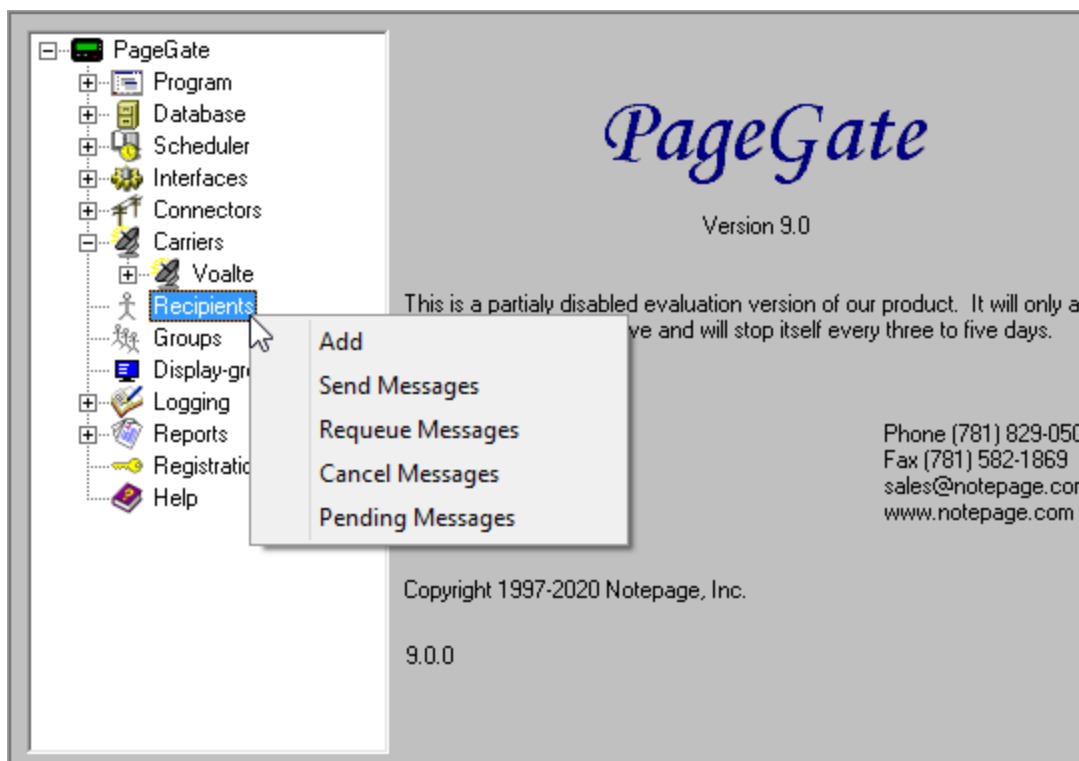 PageGate
Program
Database
Scheduler
Interfaces
Connectors
Carriers
Voalte
Recipients
Groups
Logging
Reports
Help
Add
Send Messages
Requeue Messages
Cancel Messages
Pending Messages
PageGate
Version 9.0
This is a partialy disabled evaluation version of our product. It will only
and will stop itself every three to five days.
Phone (781) 829-050
Fax (781) 582-1869
sales@notepage.com
www.notepage.com
Copyright 1997-2020 Notepage, Inc.
9.0.0